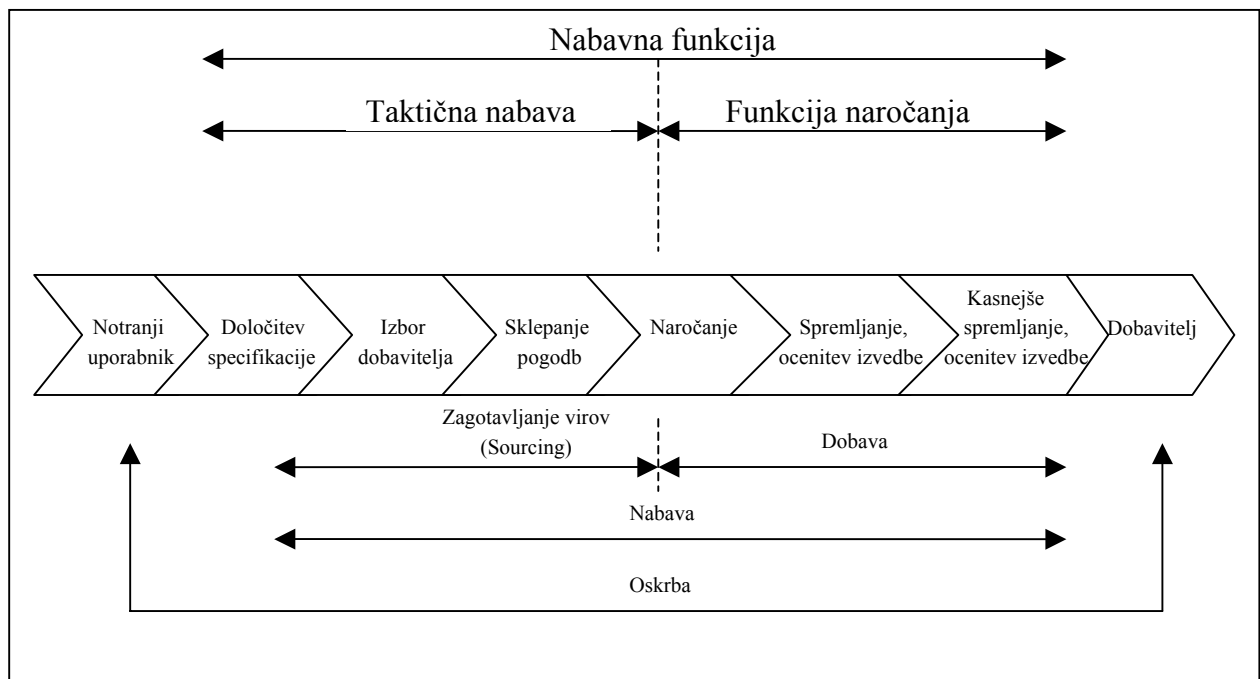 Nabavna funkcija
Taktična nabava
Funkcija naročanja
Notranji
uporabnik
Določitev
specifikacije
Izbor
dobavitelja
Sklepanje
pogodb
Naročanje
Spremljanje,
ocenitev izvedbe
Kasnejše
spremljanje,
ocenitev izvedbe
Dobavitelj
Zagotavljanje virov
(Sourcing)
Dobava
Nabava
Oskrba